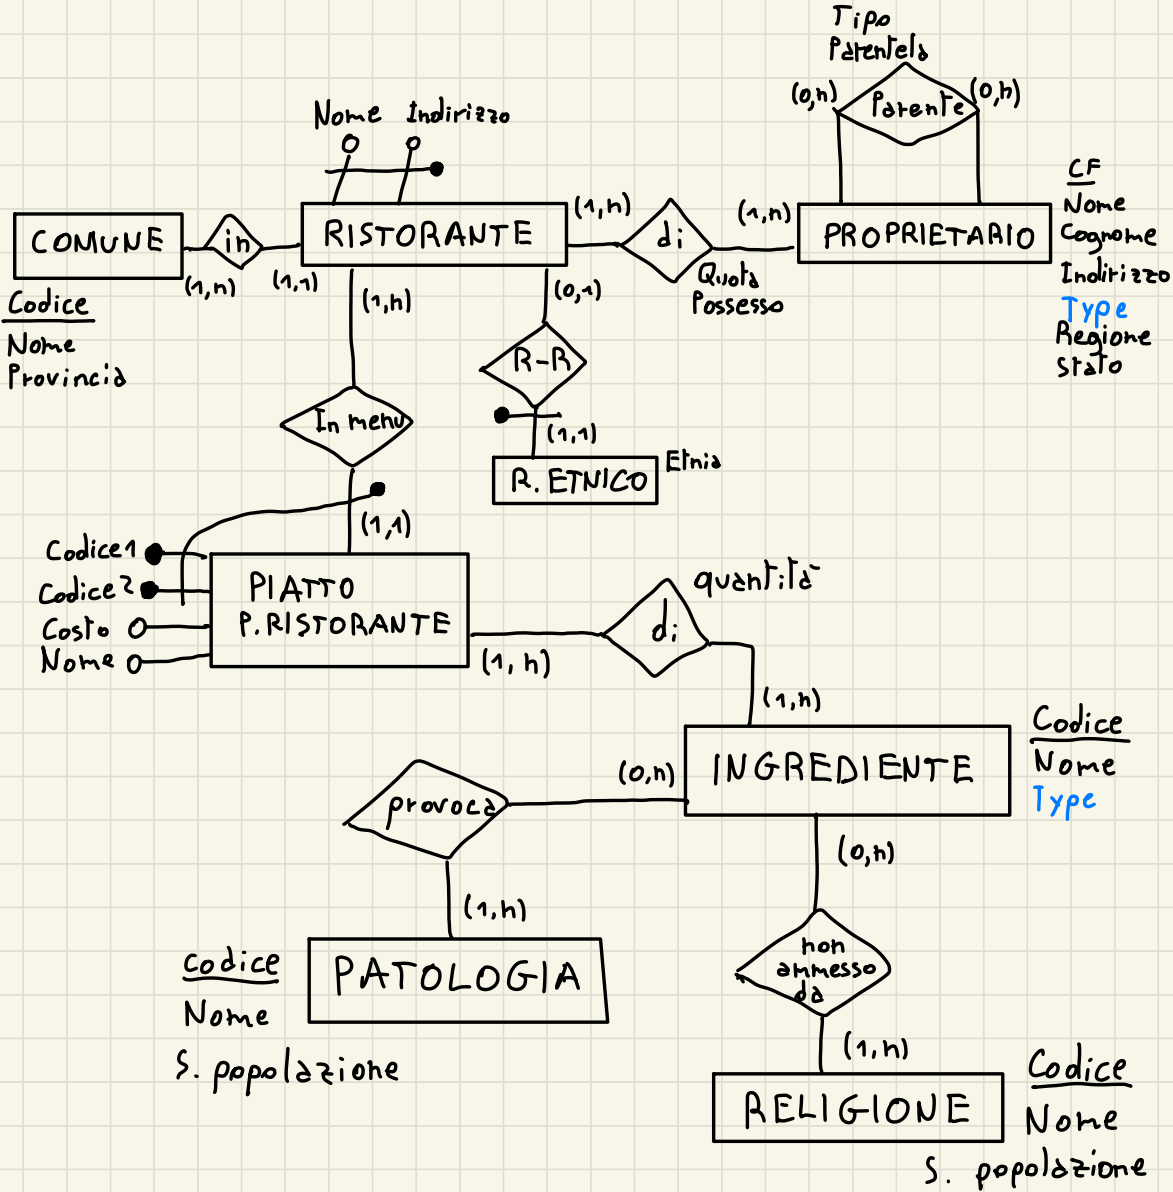 Tipo
Parentela
(0,n)
Parente
(0,n)
Nome Indirizzo
CF
Nome
Cognome
Indirizzo
Type
Regione
Stato
COMUNE
in
RISTORANTE
(1,n)
di
(1,n)
PROPRIETARIO
(1,n)
(1,1)
(1,n)
(0,1)
Quota
Possesso
Codice
Nome
Provincia
R-R
In menu
(1,1)
R. ETNICO
Etnia
(1,1)
Codice1
Codice2
Costo
Nome
PIATTO
P.RISTORANTE
(1,n)
di
quantità
(1,n)
INGREDIENTE
Codice
Nome
Type
(0,n)
provoca
(0,n)
(1,n)
non
ammesso
da
codice
Nome
S. popolazione
PATOLOGIA
(1,n)
RELIGIONE
Codice
Nome
S. popolazione